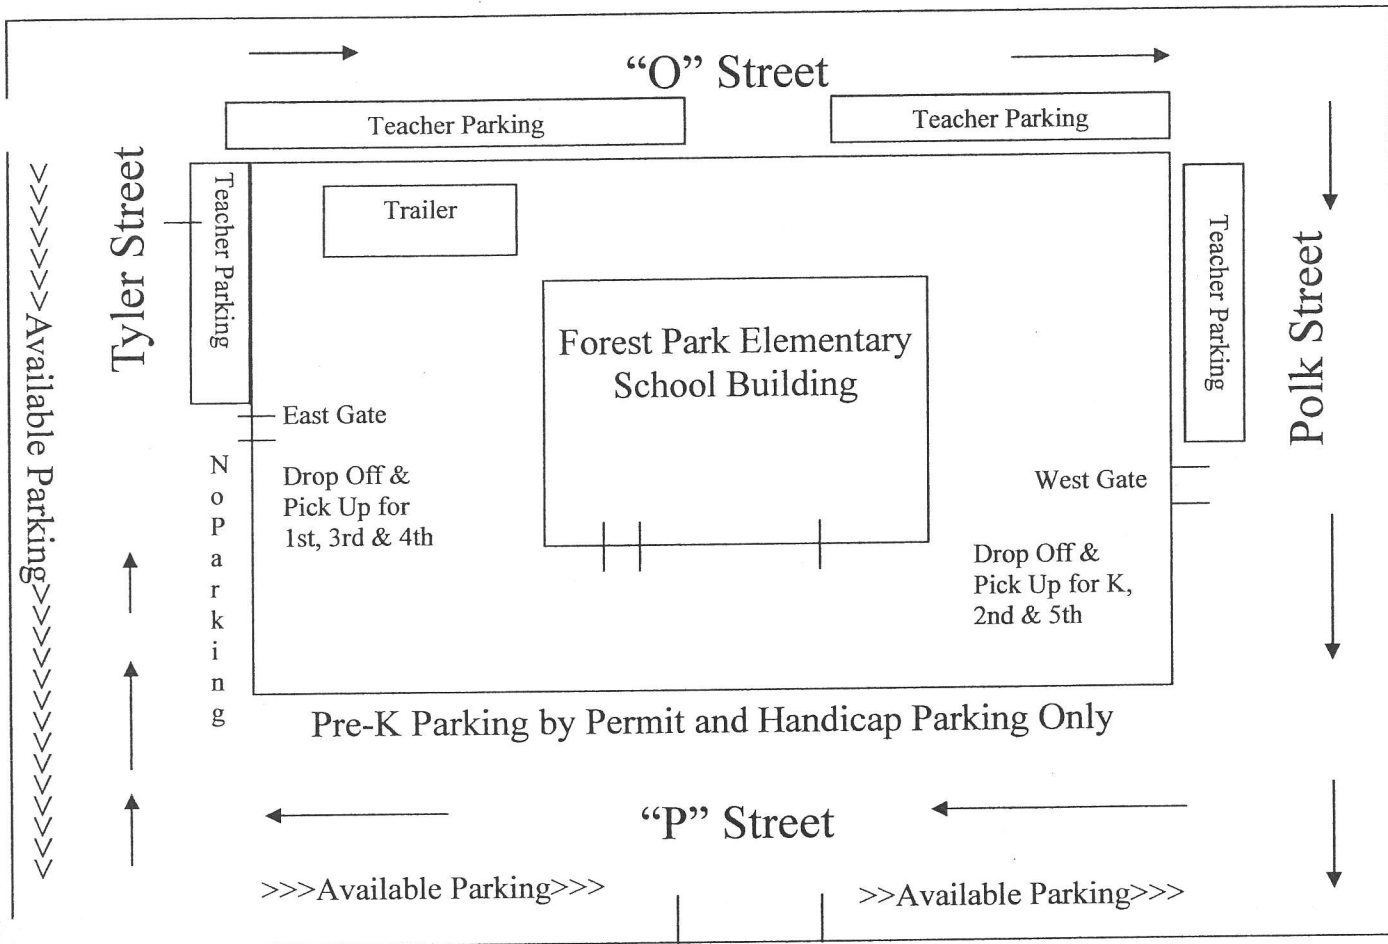 “O” Street
Teacher Parking
Teacher Parking
Tyler Street
Teacher Parking
Trailer
Teacher Parking
Polk Street
>>>>>>>Available Parking>>>>>>>>>>>>>>
Forest Park Elementary
School Building
East Gate
NoParking
Drop Off &
Pick Up for
1st, 3rd & 4th
West Gate
Drop Off &
Pick Up for K,
2nd & 5th
Pre-K Parking by Permit and Handicap Parking Only
“P” Street
>>>Available Parking>>>
>>Available Parking>>>